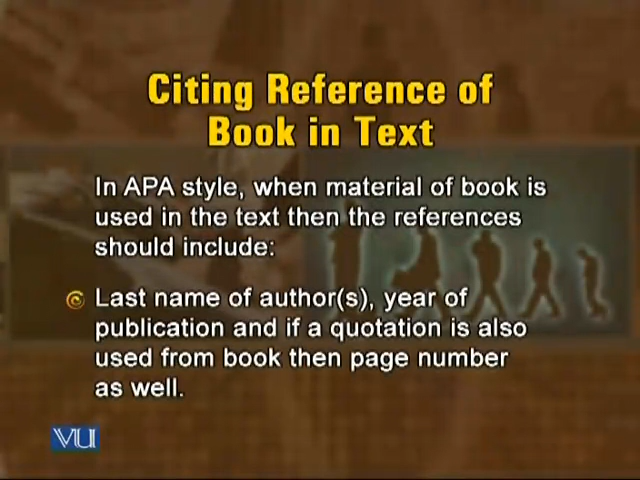 Citing Reference of
Book in Text
In APA style, when material of book is
used in the text then the references
should include:
Last name of author(s), year of
publication and if a quotation is also
used from book then page number
as well.
VU